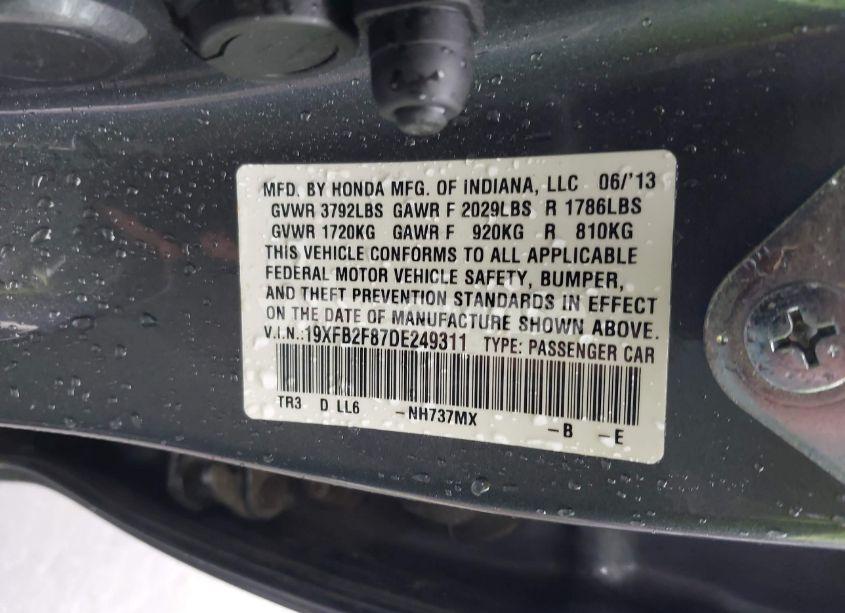 MFD. BY HONDA MFG. OF INDIANA, LLC 06/'13
GVWR 3792LBS GAWR F 2029LBS R 1786LBS
GVWR 1720KG GAWR F 920KG R 810KG
THIS VEHICLE CONFORMS TO ALL APPLICABLE
FEDERAL MOTOR VEHICLE SAFETY, BUMPER,
AND THEFT PREVENTION STANDARDS IN EFFECT
ON THE DATE OF MANUFACTURE SHOWN ABOVE.
V.I.N.:19XFB2F87DE249311 TYPE: PASSENGER CAR
TR3 D LL6 -NH737MX -B -E